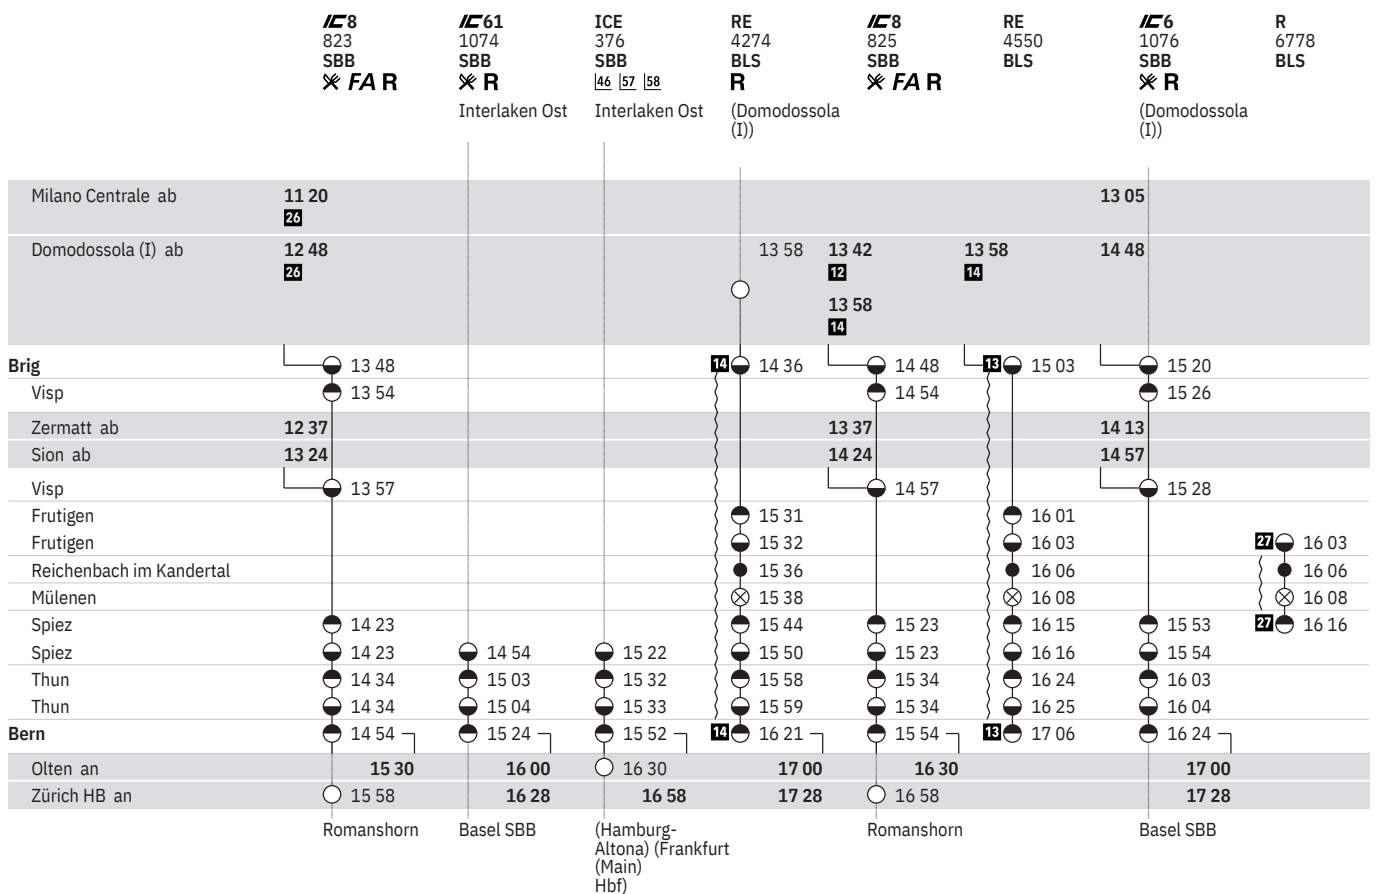 IC8 IC61 ICE RE IC8 RE IC6 R
823 1074 376 4274 825 4550 1076 6778
SBB SBB SBB BLS SBB BLS SBB BLS
FA R R 46 57 58 R FA R R
Interlaken Ost Interlaken Ost (Domodossola (Domodossola
(I)) (I))
Milano Centrale ab 11 20 13 05
26
Domodossola (I) ab 12 48 13 58 13 42 13 58 14 48
26 12 14
13 58
14
Brig 13 48 14 14 36 14 48 13 15 03 15 20
Visp 13 54 14 54 15 26
Zermatt ab 12 37 13 37 14 13
Sion ab 13 24 14 24 14 57
Visp 13 57 14 57 15 28
Frutigen 15 31 16 01
Frutigen 15 32 16 03 27 16 03
Reichenbach im Kandertal 15 36 16 06 16 06
Mülenen 15 38 16 08 16 08
Spiez 14 23 15 44 15 23 16 15 15 53 27 16 16
Spiez 14 23 14 54 15 22 15 50 15 23 16 16 15 54
Thun 14 34 15 03 15 32 15 58 15 34 16 24 16 03
Thun 14 34 15 04 15 33 15 59 15 34 16 25 16 04
Bern 14 54 15 24 15 52 14 16 21 15 54 13 17 06 16 24
Olten an 15 30 16 00 16 30 17 00 16 30 17 00
Zürich HB an 15 58 16 28 16 58 17 28 16 58 17 28
Romanshorn Basel SBB (Hamburg- Romanshorn Basel SBB
Altona) (Frankfurt
(Main)
Hbf)